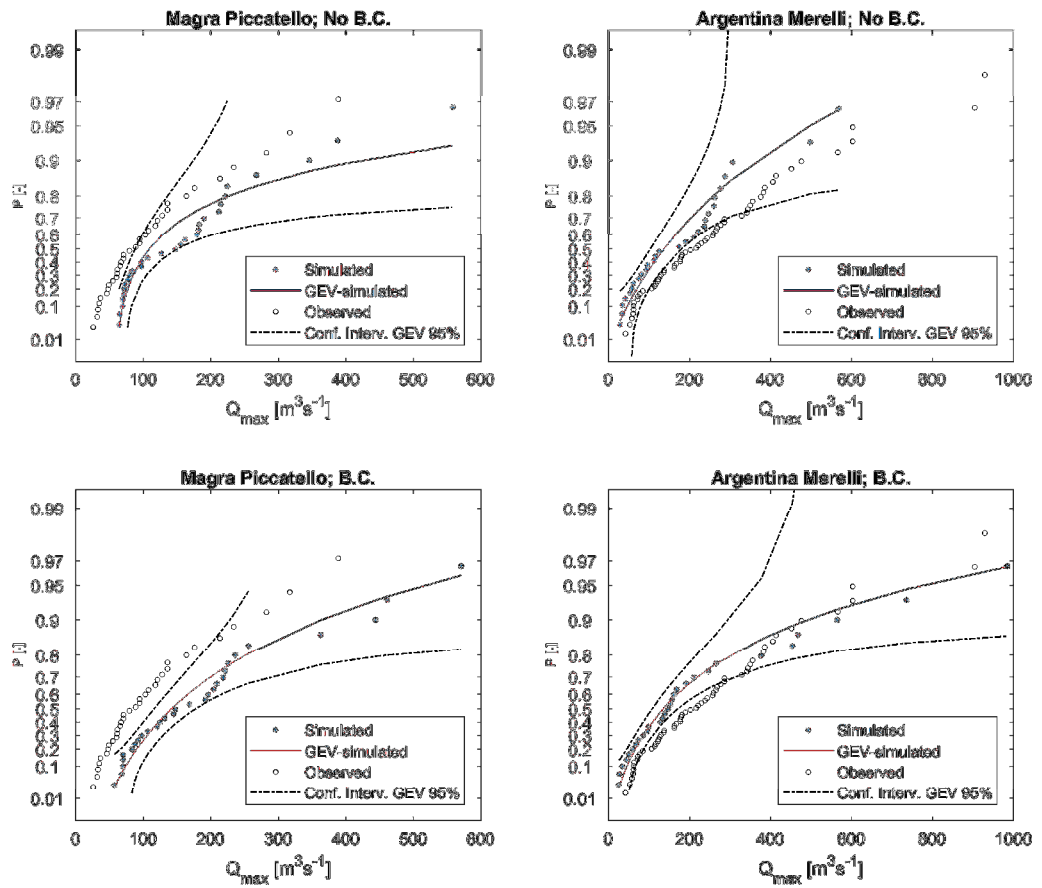 Magra Piccatello; No B.C.
0.99
0.97
0.95
0.9
0.8
0.7
0.6
0.5
0.4
0.3
0.2
0.1
0.01
P [-]
Simulated
GEV-simulated
Observed
Conf. Interv. GEV 95%
0 100 200 300 400 500 600
Qmax [m³s⁻¹]
Argentina Merelli; No B.C.
0.99
0.97
0.95
0.9
0.8
0.7
0.6
0.5
0.4
0.3
0.2
0.1
0.01
P [-]
Simulated
GEV-simulated
Observed
Conf. Interv. GEV 95%
0 200 400 600 800 1000
Qmax [m³s⁻¹]
Magra Piccatello; B.C.
0.99
0.97
0.95
0.9
0.8
0.7
0.6
0.5
0.4
0.3
0.2
0.1
0.01
P [-]
Simulated
GEV-simulated
Observed
Conf. Interv. GEV 95%
0 100 200 300 400 500 600
Qmax [m³s⁻¹]
Argentina Merelli; B.C.
0.99
0.97
0.95
0.9
0.8
0.7
0.6
0.5
0.4
0.3
0.2
0.1
0.01
P [-]
Simulated
GEV-simulated
Observed
Conf. Interv. GEV 95%
0 200 400 600 800 1000
Qmax [m³s⁻¹]